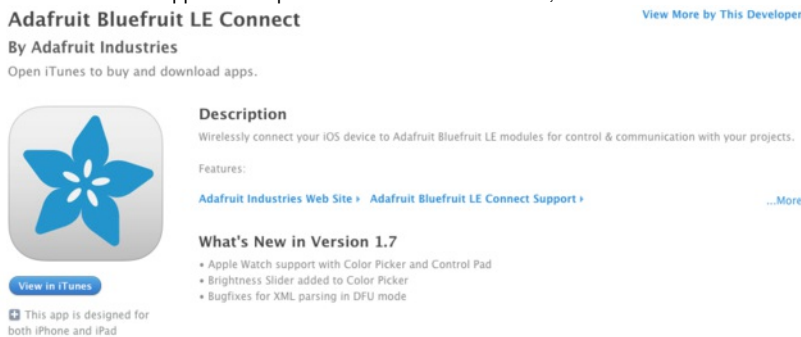 Adafruit Bluefruit LE Connect
View More by This Developer
By Adafruit Industries
Open iTunes to buy and download apps.
Description
Wirelessly connect your iOS device to Adafruit Bluefruit LE modules for control & communication with your projects.
Features:
Adafruit Industries Web Site ▸ Adafruit Bluefruit LE Connect Support ▸
...More
What's New in Version 1.7
• Apple Watch support with Color Picker and Control Pad
• Brightness Slider added to Color Picker
• Bugfixes for XML parsing in DFU mode
View in iTunes
+ This app is designed for
both iPhone and iPad